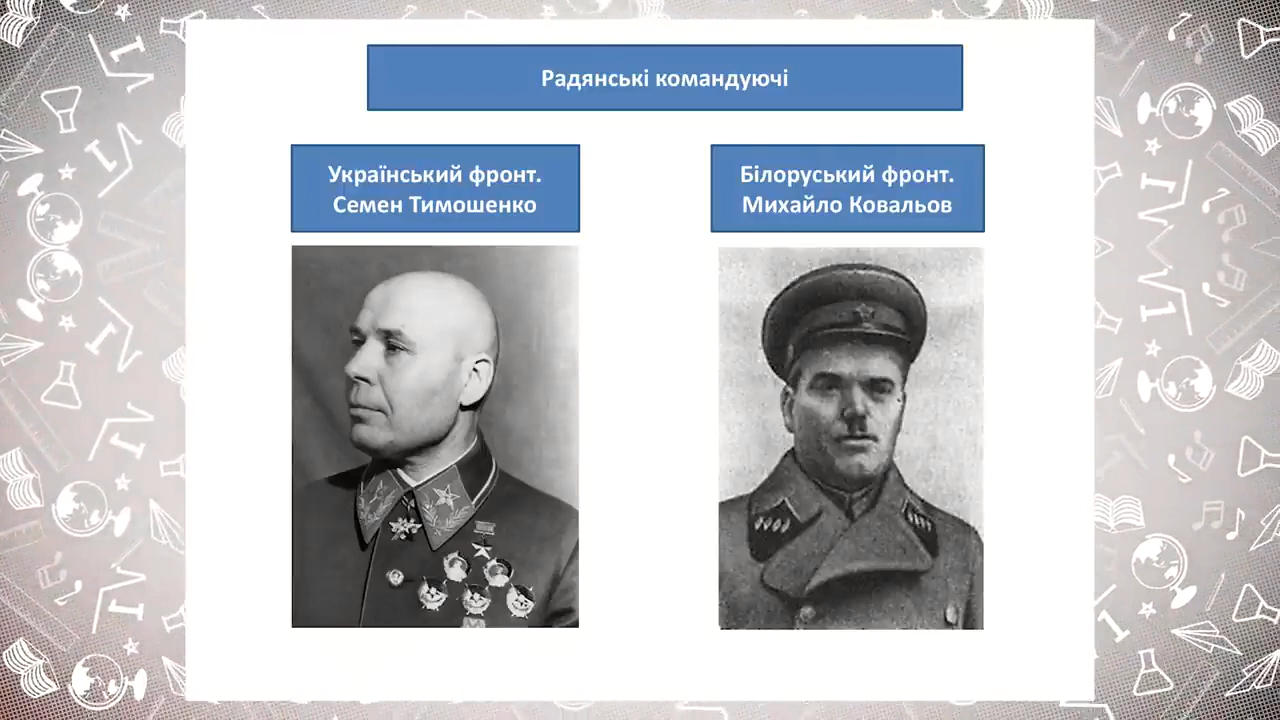 Радянські командуючі
Український фронт.
Семен Тимошенко
Білоруський фронт.
Михайло Ковальов